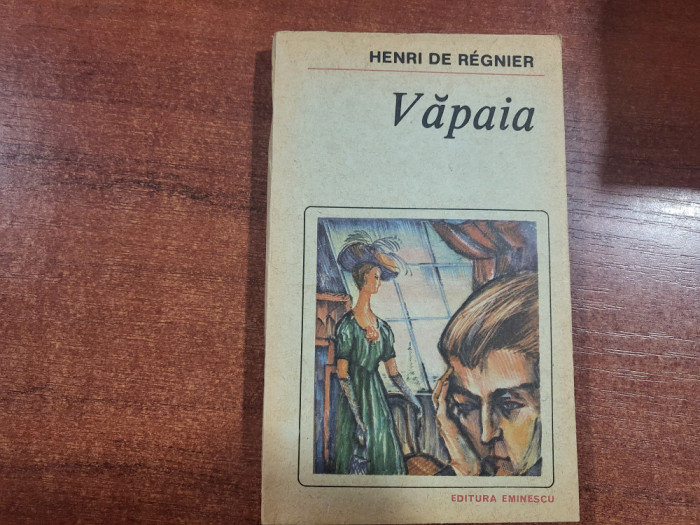 HENRI DE RÉGNIER
Văpaia
EDITURA EMINESCU